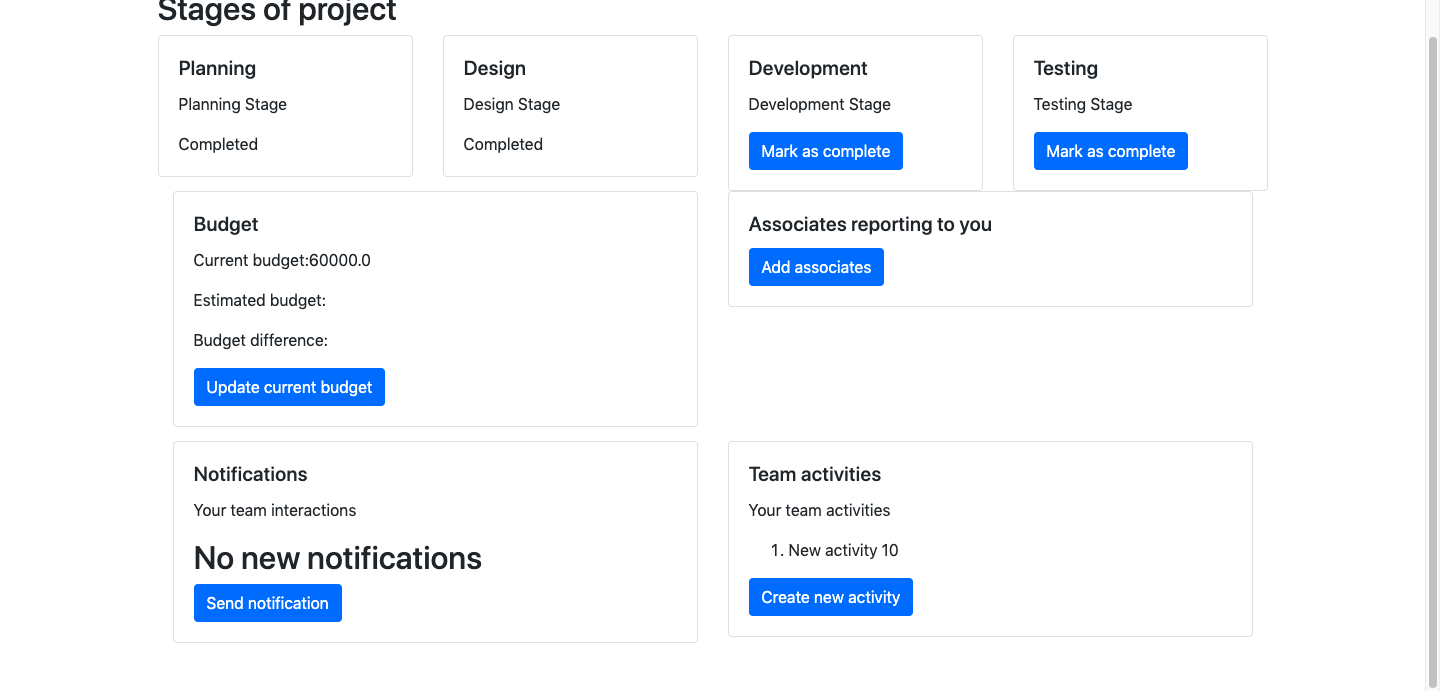 Stages of project
Planning
Planning Stage
Completed
Design
Design Stage
Completed
Development
Development Stage
Mark as complete
Testing
Testing Stage
Mark as complete
Budget
Current budget:60000.0
Estimated budget:
Budget difference:
Update current budget
Associates reporting to you
Add associates
Notifications
Your team interactions
No new notifications
Send notification
Team activities
Your team activities
1. New activity 10
Create new activity